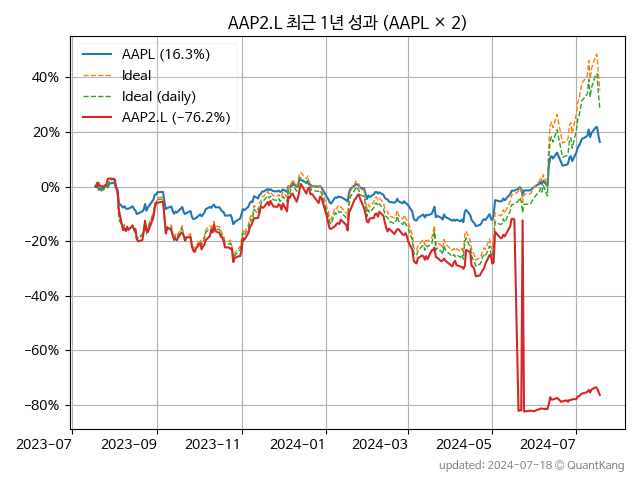 AAP2.L 최근 1년 성과 (AAPL × 2)
AAPL (16.3%)
Ideal
Ideal (daily)
AAP2.L (−76.2%)
40%
20%
0%
−20%
−40%
−60%
−80%
2023-07
2023-09
2023-11
2024-01
2024-03
2024-05
2024-07
updated: 2024-07-18 © QuantKang